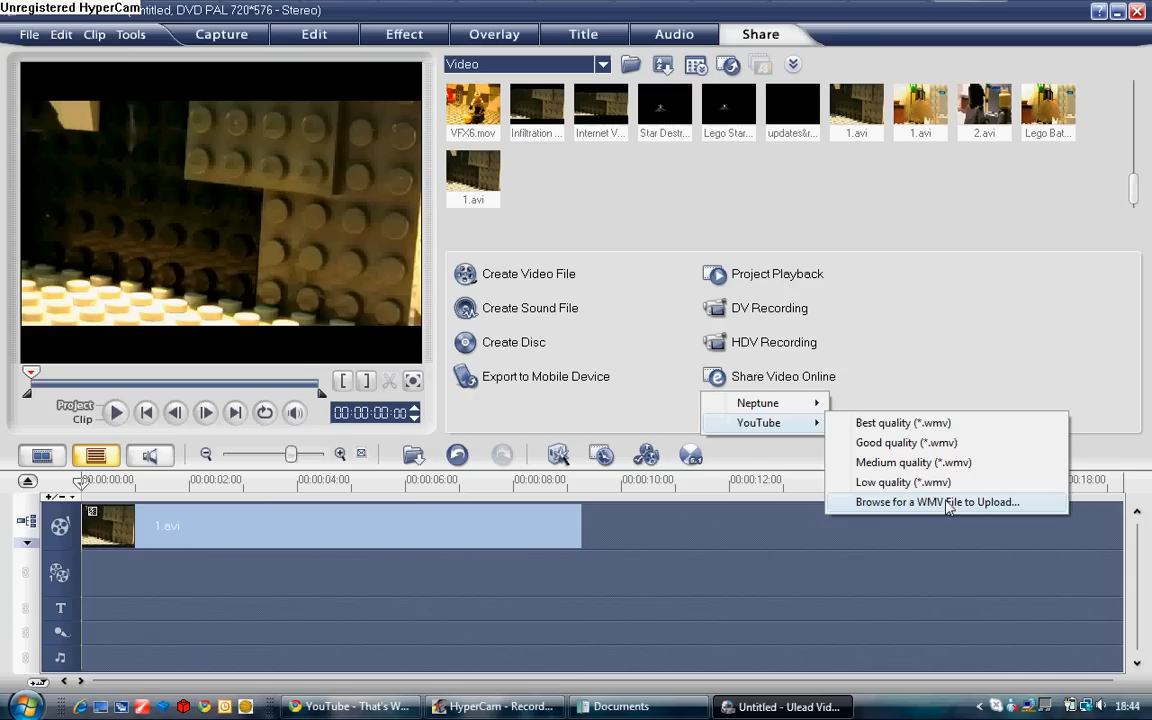 Unregistered HyperCam
Untitled, DVD PAL 720*576 - Stereo)
File Edit Clip Tools
Capture Edit Effect Overlay Title Audio Share
Video
VFX6.mov Infiltration ... Internet V... Star Destr... Lego Star... updates&r... 1.avi 1.avi 2.avi Lego Bat...
1.avi
Create Video File
Project Playback
Create Sound File
DV Recording
Create Disc
HDV Recording
Export to Mobile Device
Share Video Online
Neptune
YouTube
Best quality (*.wmv)
Good quality (*.wmv)
Medium quality (*.wmv)
Low quality (*.wmv)
Browse for a WMV File to Upload...
Project
Clip
00:00:00:00
00:00:00:00 00:00:02:00 00:00:04:00 00:00:06:00 00:00:08:00 00:00:10:00 00:00:12:00 00:00:18:00
1.avi
T
YouTube - That's W...
HyperCam - Record...
Documents
Untitled - Ulead Vid...
18:44